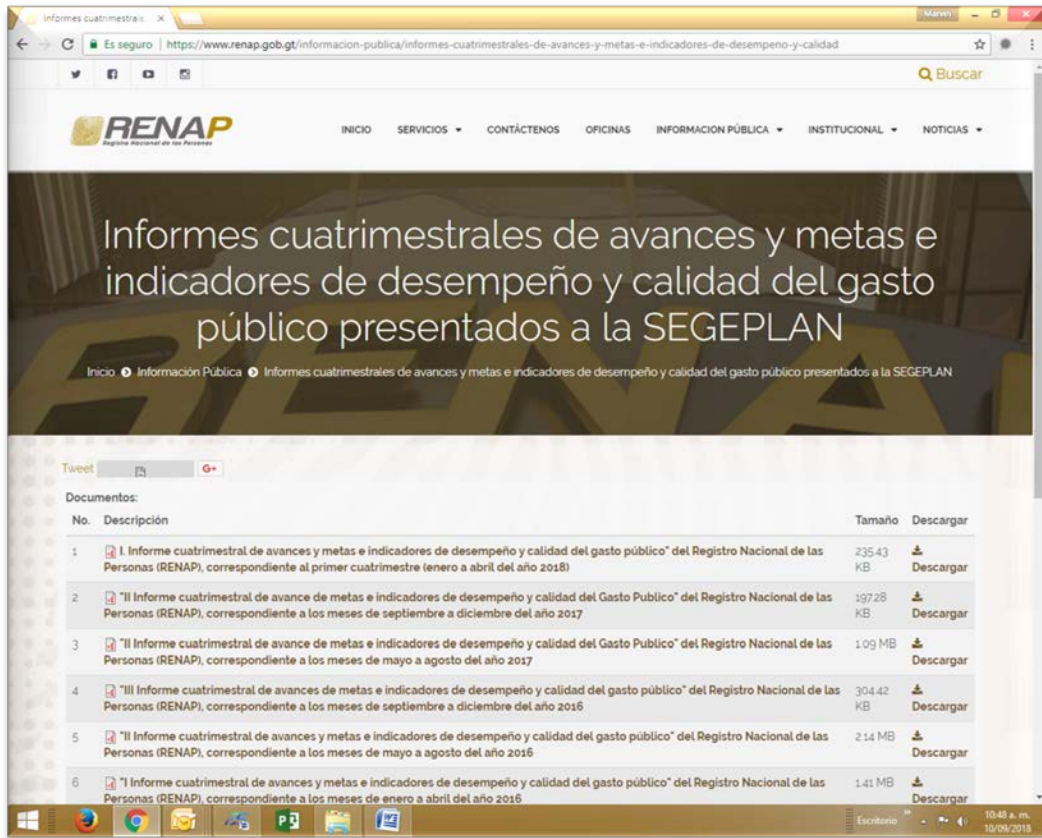 Informes cuatrimestrale
Marvin
Es seguro | https://www.renap.gob.gt/informacion-publica/informes-cuatrimestrales-de-avances-y-metas-e-indicadores-de-desempeno-y-calidad
Buscar
RENAP
Registro Nacional de las Personas
INICIO SERVICIOS CONTÁCTENOS OFICINAS INFORMACION PÚBLICA INSTITUCIONAL NOTICIAS
Informes cuatrimestrales de avances y metas e
indicadores de desempeño y calidad del gasto
público presentados a la SEGEPLAN
Inicio Información Pública Informes cuatrimestrales de avances y metas e indicadores de desempeño y calidad del gasto público presentados a la SEGEPLAN
Tweet G+
Documentos:
No. Descripción Tamaño Descargar
1 I. Informe cuatrimestral de avances y metas e indicadores de desempeño y calidad del gasto público" del Registro Nacional de las 235.43
Personas (RENAP), correspondiente al primer cuatrimestre (enero a abril del año 2018) KB Descargar
2 "II Informe cuatrimestral de avance de metas e indicadores de desempeño y calidad del Gasto Publico" del Registro Nacional de las 197.28
Personas (RENAP), correspondiente a los meses de septiembre a diciembre del año 2017 KB Descargar
3 "II Informe cuatrimestral de avance de metas e indicadores de desempeño y calidad del Gasto Publico" del Registro Nacional de las 1.09 MB
Personas (RENAP), correspondiente a los meses de mayo a agosto del año 2017 Descargar
4 "III Informe cuatrimestral de avances de metas e indicadores de desempeño y calidad del gasto público" del Registro Nacional de las 304.42
Personas (RENAP), correspondiente a los meses de septiembre a diciembre del año 2016 KB Descargar
5 "II Informe cuatrimestral de avances y metas e indicadores de desempeño y calidad del gasto público" del Registro Nacional de las 2.14 MB
Personas (RENAP), correspondiente a los meses de mayo a agosto del año 2016 Descargar
6 "I Informe cuatrimestral de avances y metas e indicadores de desempeño y calidad del gasto público" del Registro Nacional de las 1.41 MB
Personas (RENAP), correspondiente a los meses de enero a abril del año 2016 Descargar
Escritorio 10:48 a. m.
10/09/2018